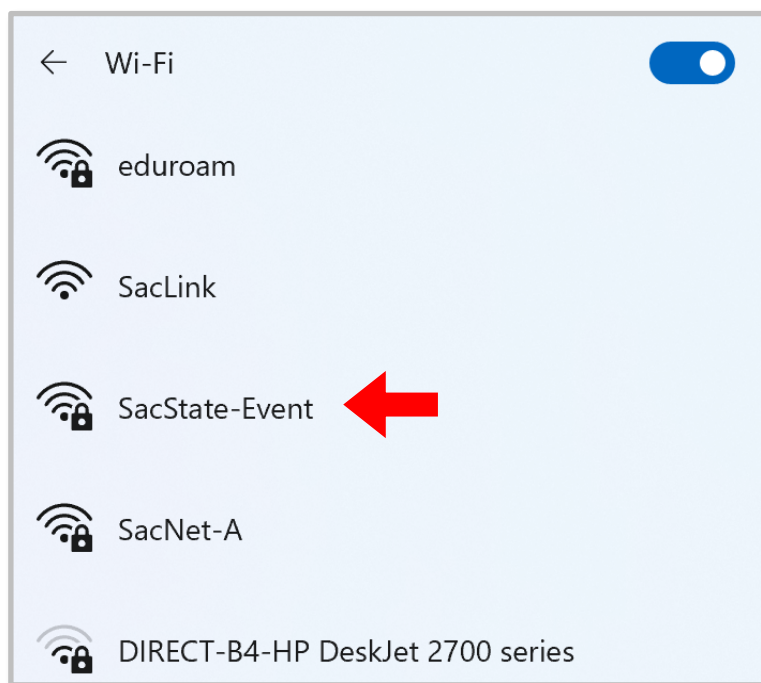 Wi-Fi
eduroam
SacLink
SacState-Event
SacNet-A
DIRECT-B4-HP DeskJet 2700 series